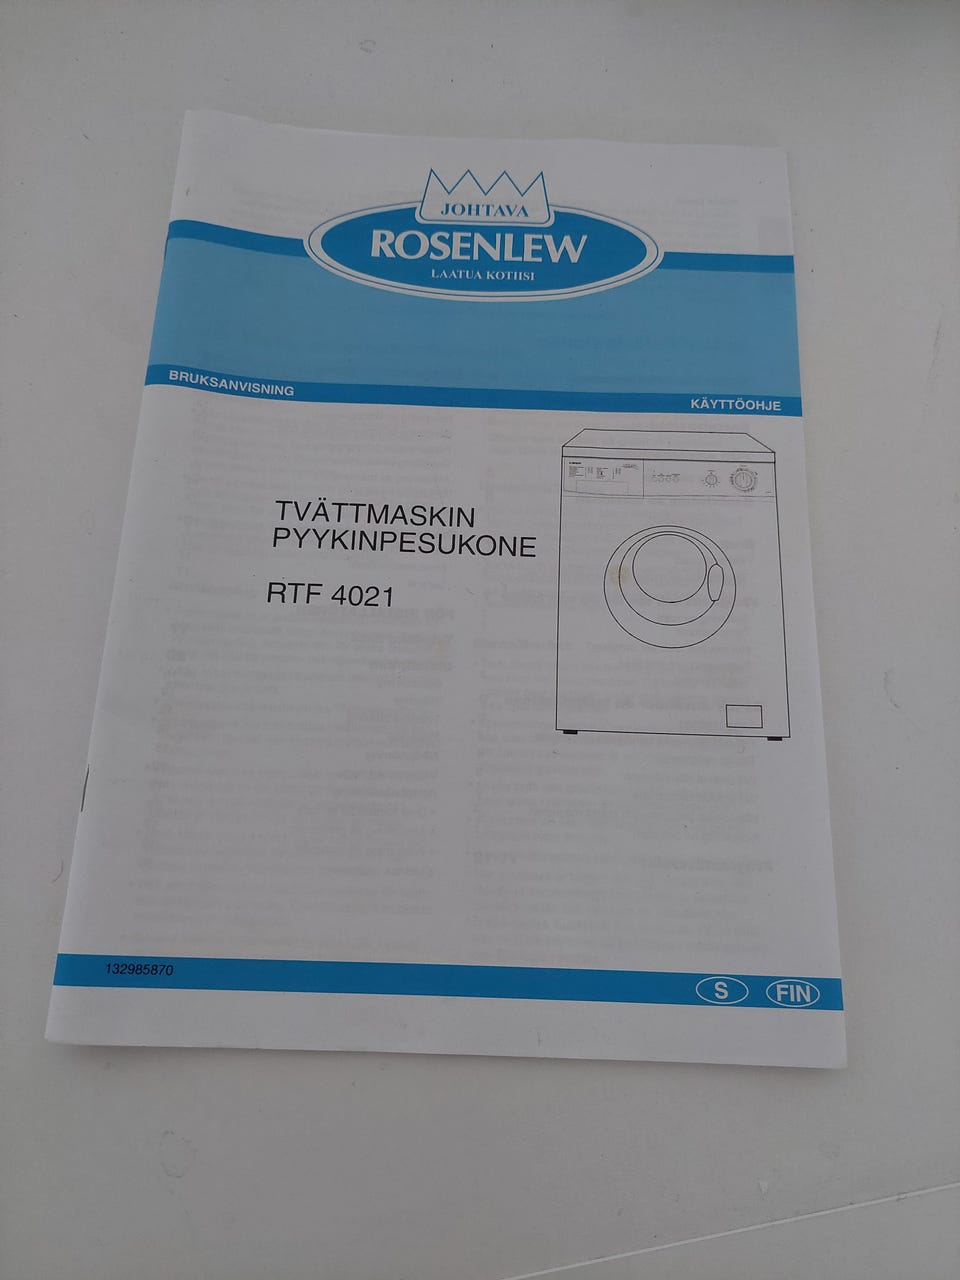 JOHTAVA
ROSENLEW
LAATUA KOTIISI
BRUKSANVISNING
KÄYTTÖOHJE
TVÄTTMASKIN
PYYKINPESUKONE
RTF 4021
132985870
S
FIN